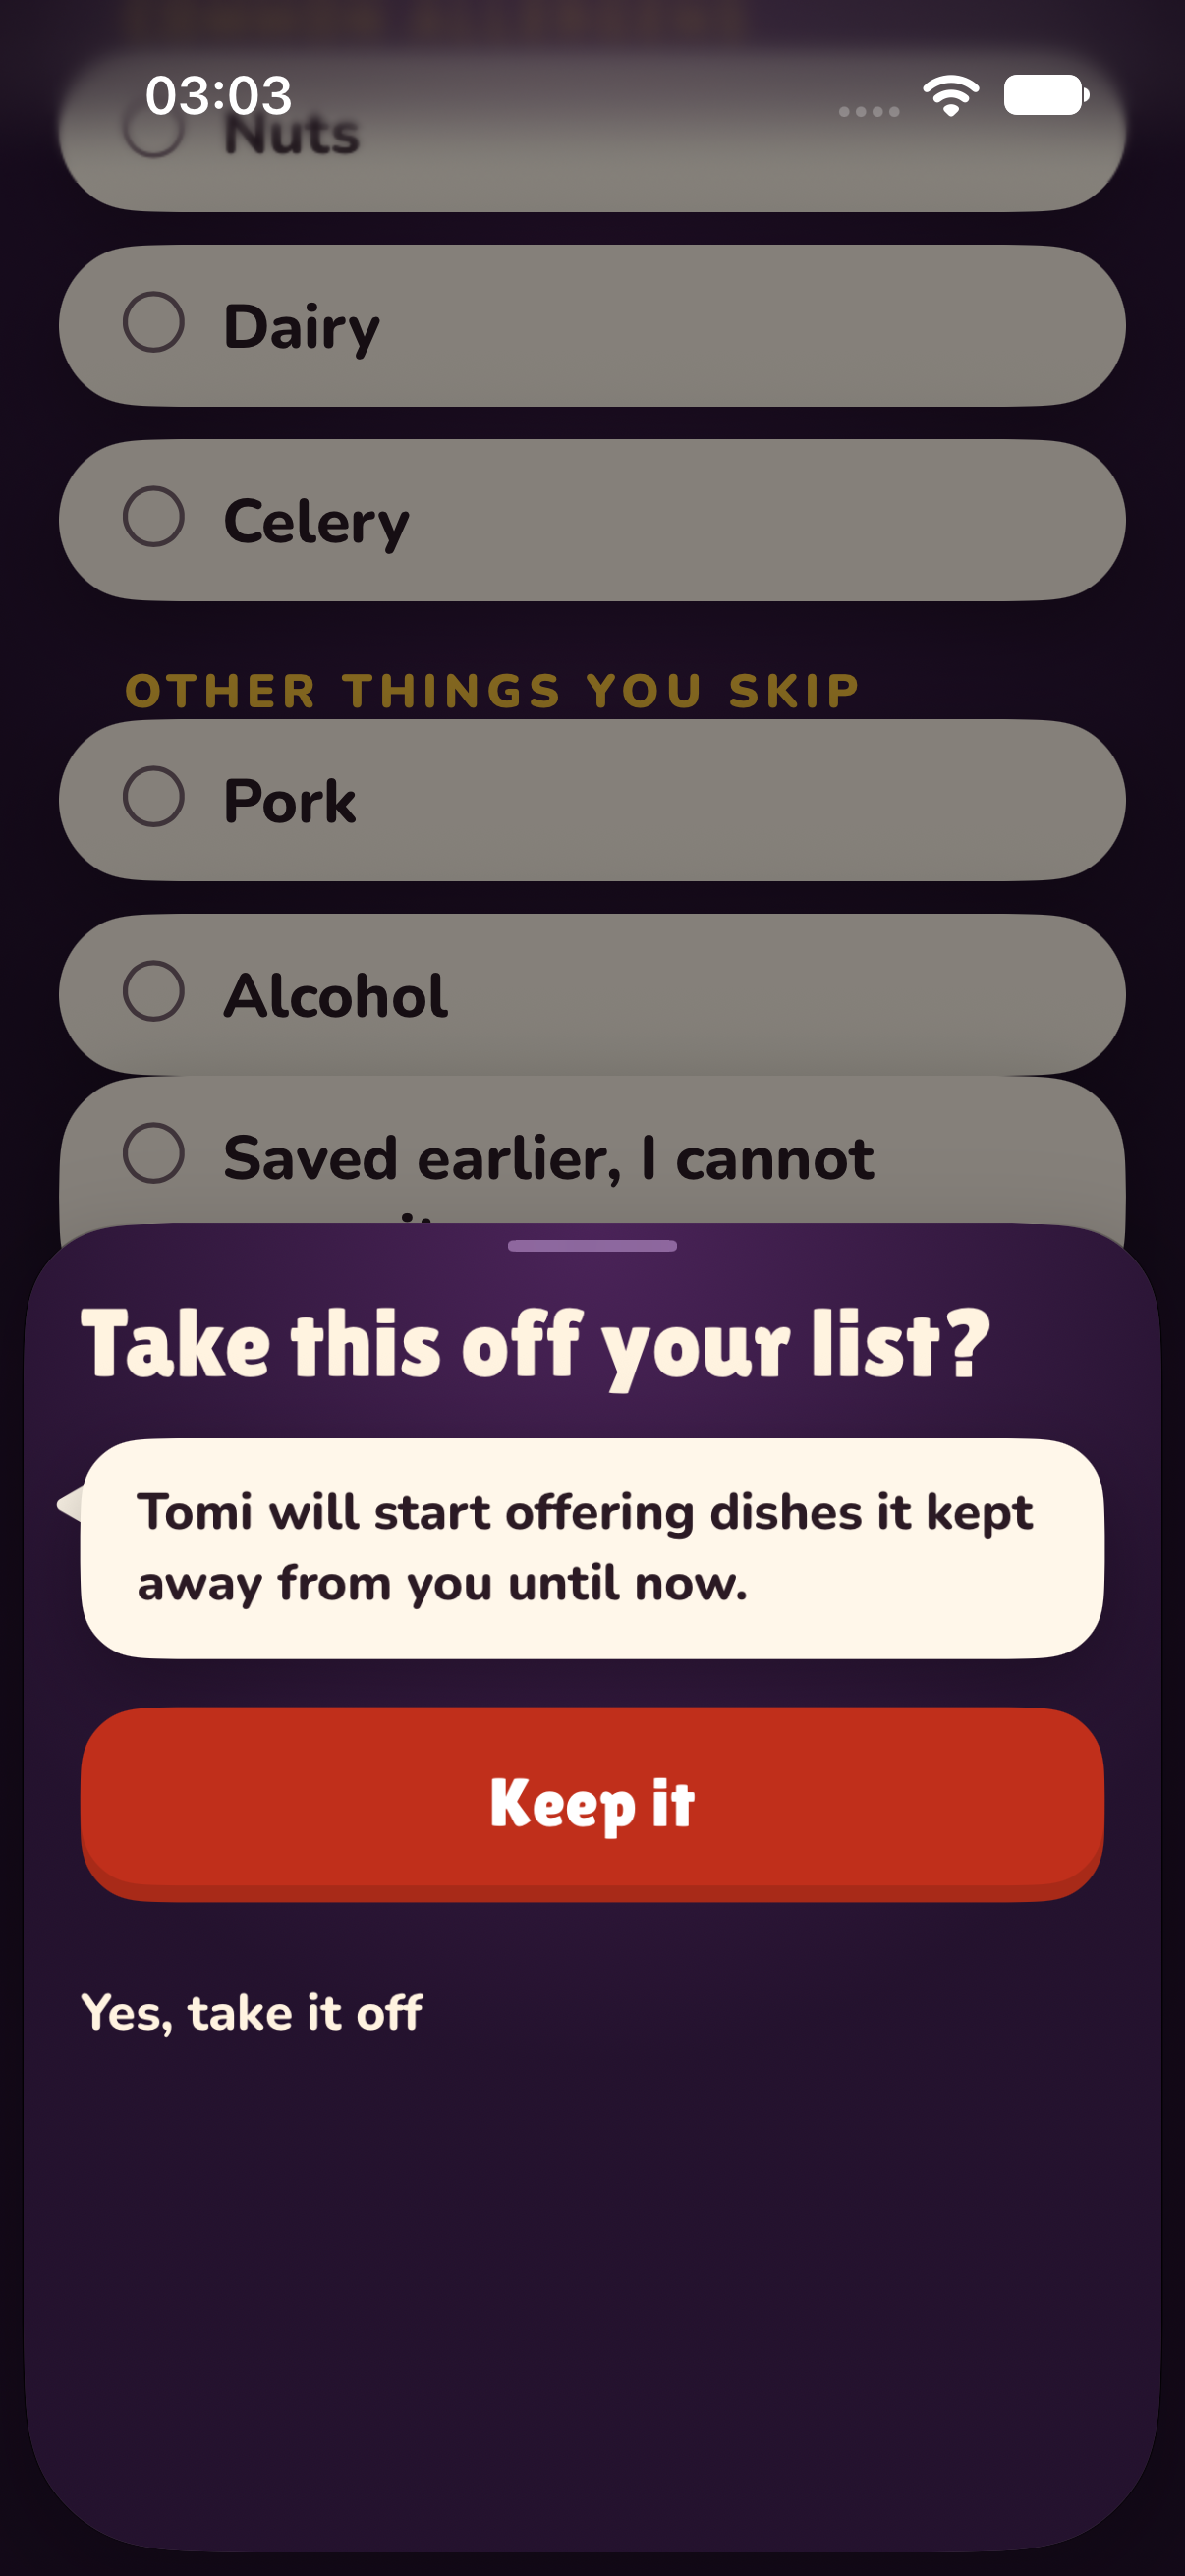 03:03
Nuts
Dairy
Celery
OTHER THINGS YOU SKIP
Pork
Alcohol
Saved earlier, I cannot
Take this off your list?
Tomi will start offering dishes it kept
away from you until now.
Keep it
Yes, take it off